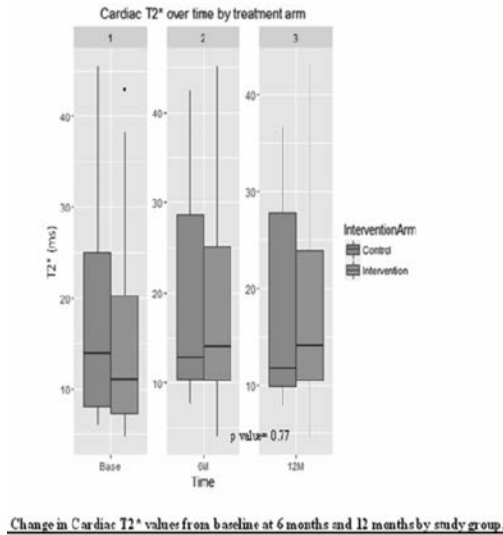 Cardiac T2* over time by treatment arm
1 2 3
40 40 40
30 30 30
20 20 20
10 10 10
T2* (ms)
InterventionArm
Control
Intervention
p value= 0.77
Base 6M 12M
Time
Change in Cardiac T2* values from baseline at 6 months and 12 months by study group.